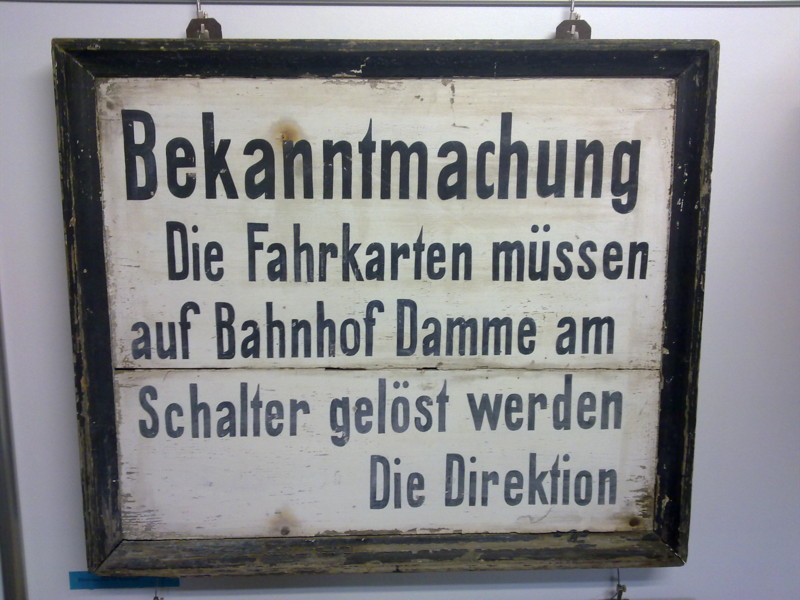 Bekanntmachung
Die Fahrkarten müssen
auf Bahnhof Damme am
Schalter gelöst werden
Die Direktion